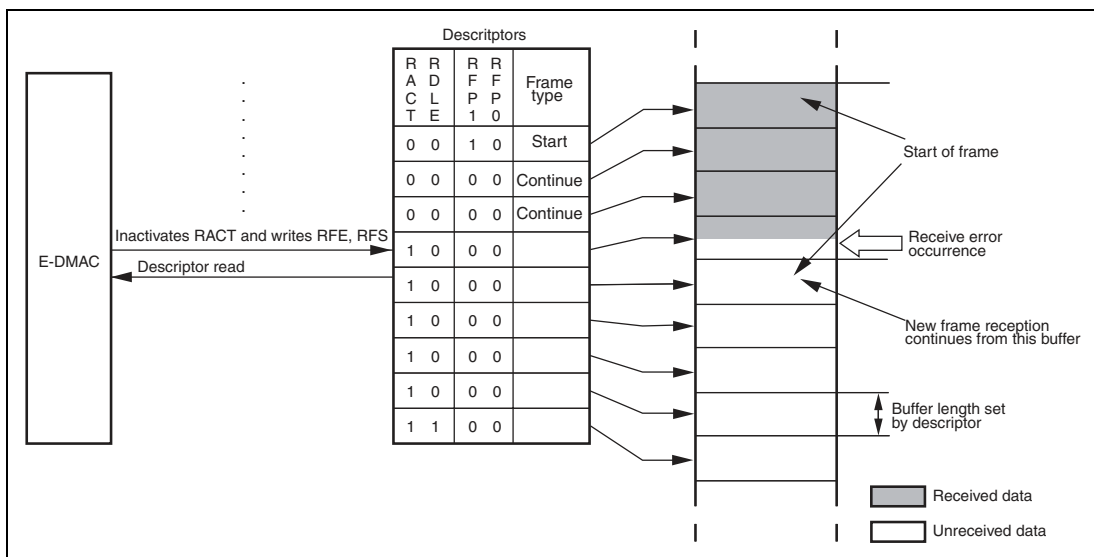 Descritptors
R R R R
A D F F Frame
C L P P type
T E 1 0
0 0 1 0 Start
0 0 0 0 Continue
0 0 0 0 Continue
1 0 0 0
1 0 0 0
1 0 0 0
1 0 0 0
1 0 0 0
1 1 0 0
E-DMAC
Inactivates RACT and writes RFE, RFS
Descriptor read
Start of frame
Receive error
occurrence
New frame reception
continues from this buffer
Buffer length set
by descriptor
Received data
Unreceived data